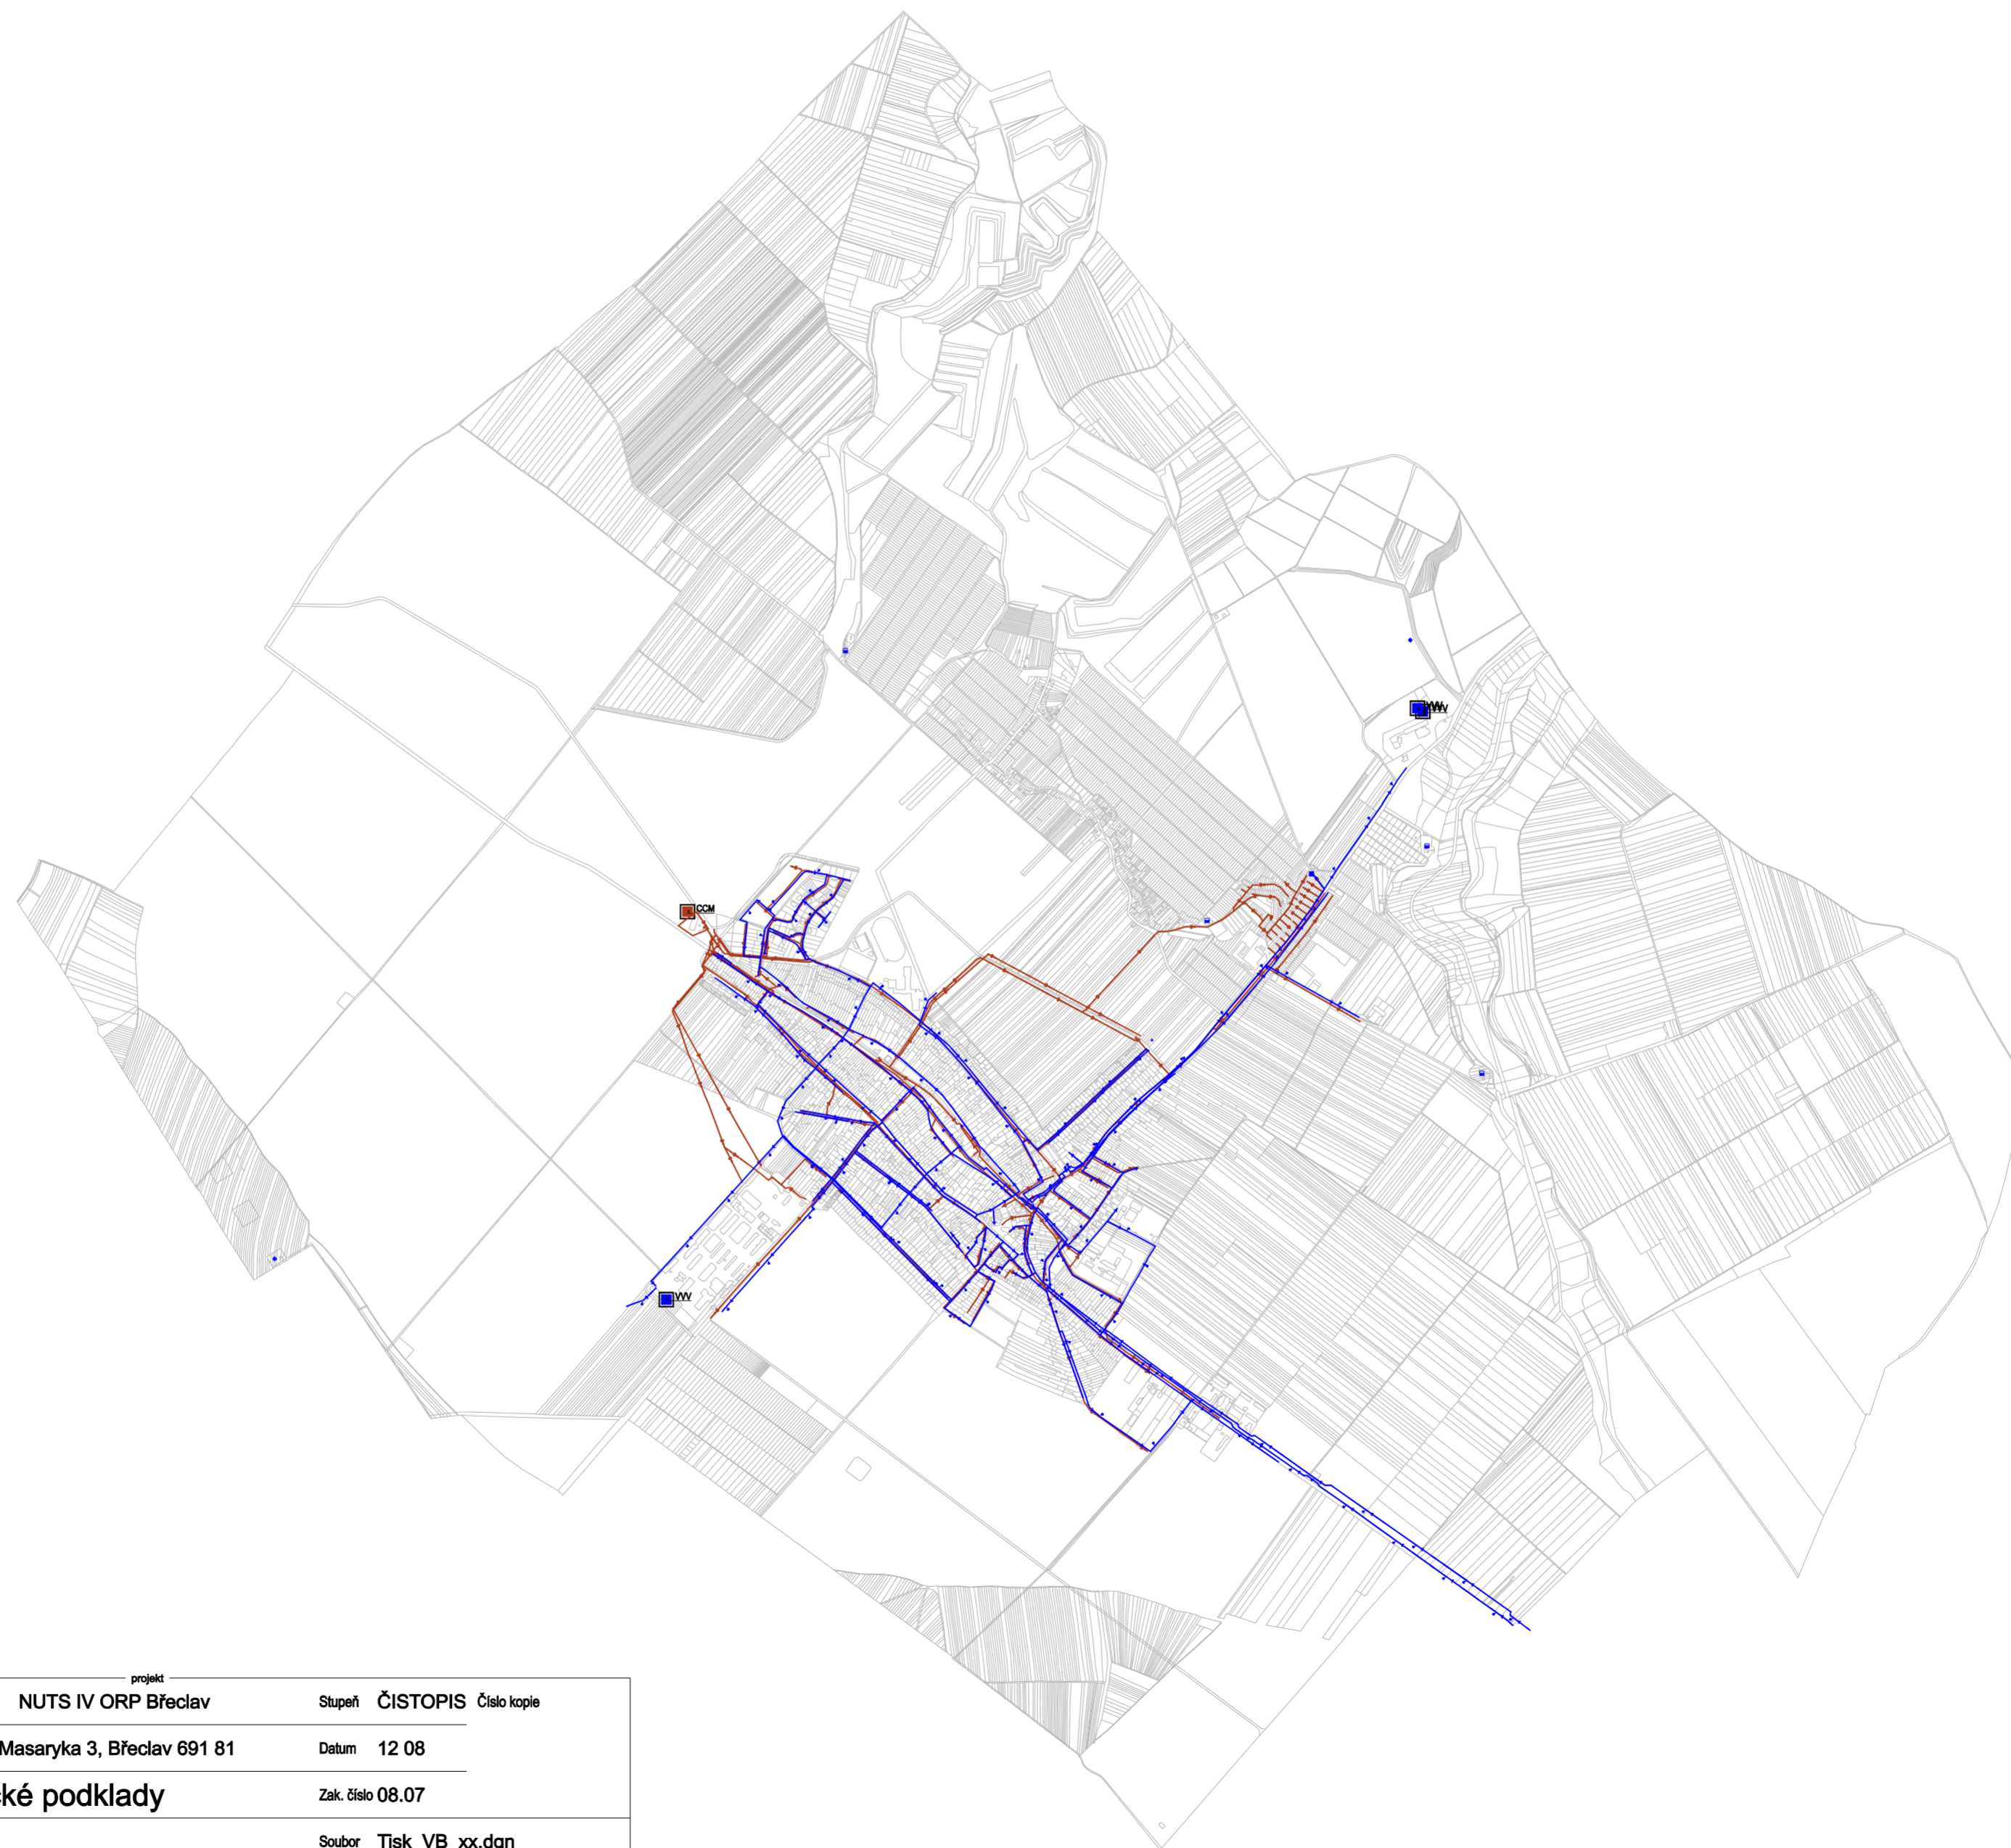 VVV
CCM
VVV
projekt
NUTS IV ORP Břeclav Stupeň ČISTOPIS Číslo kopie
Masaryka 3, Břeclav 691 81 Datum 12 08
cké podklady Zak. číslo 08.07
Soubor Tisk_VB_xx.dgn